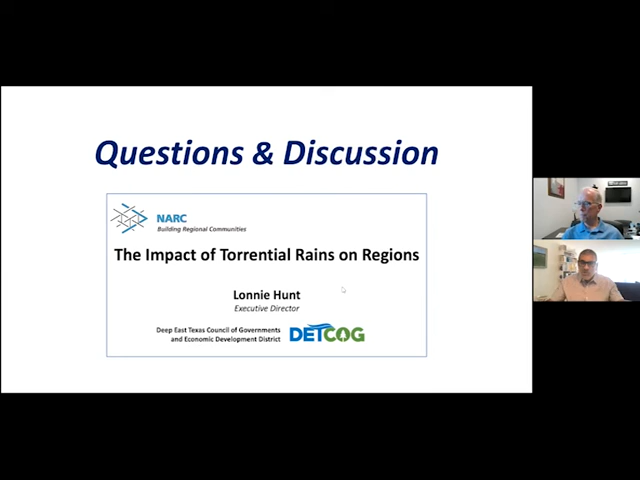 Questions & Discussion
NARC
Building Regional Communities
The Impact of Torrential Rains on Regions
Lonnie Hunt
Executive Director
Deep East Texas Council of Governments
and Economic Development District
DETCOG